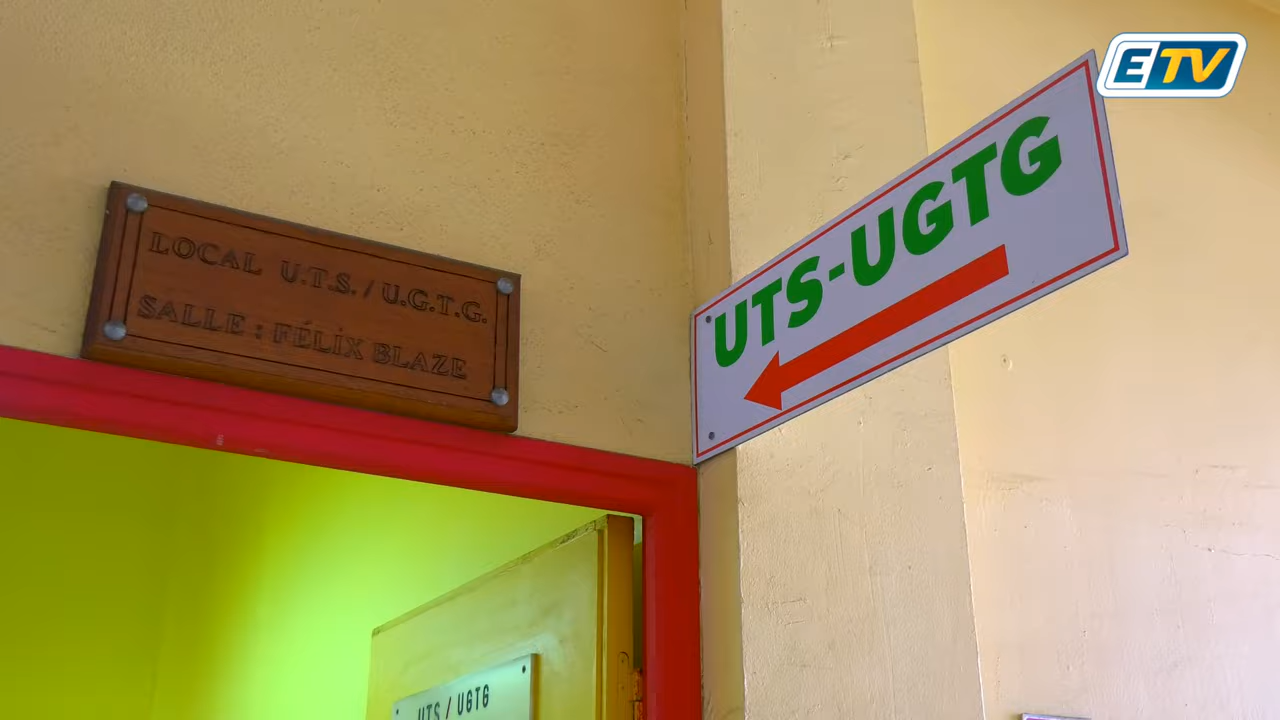 ETV
LOCAL U.T.S. / U.G.T.G.
SALLE : FÉLIX BLAZE
UTS-UGTG
UTS / UGTG